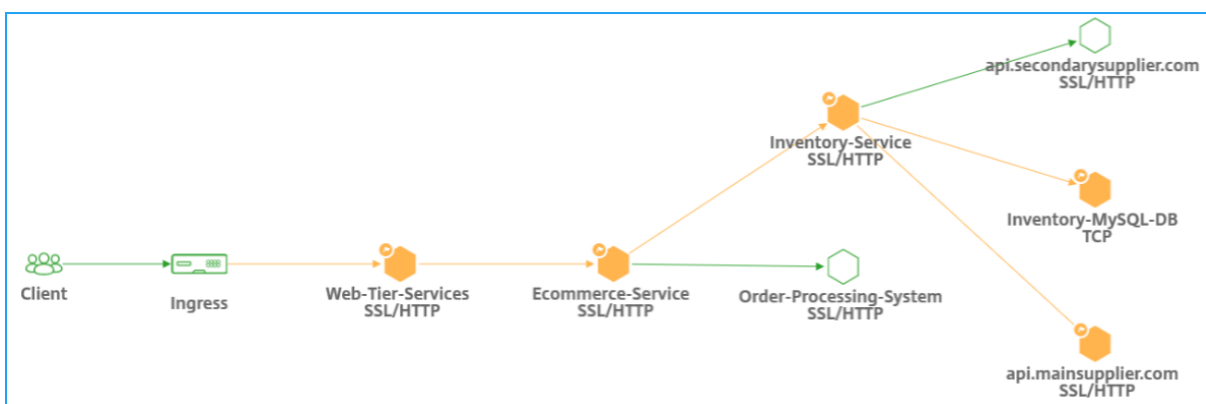 api.secondarysupplier.com
SSL/HTTP
Inventory-Service
SSL/HTTP
Inventory-MySQL-DB
TCP
Client
Ingress
Web-Tier-Services
SSL/HTTP
Ecommerce-Service
SSL/HTTP
Order-Processing-System
SSL/HTTP
api.mainsupplier.com
SSL/HTTP